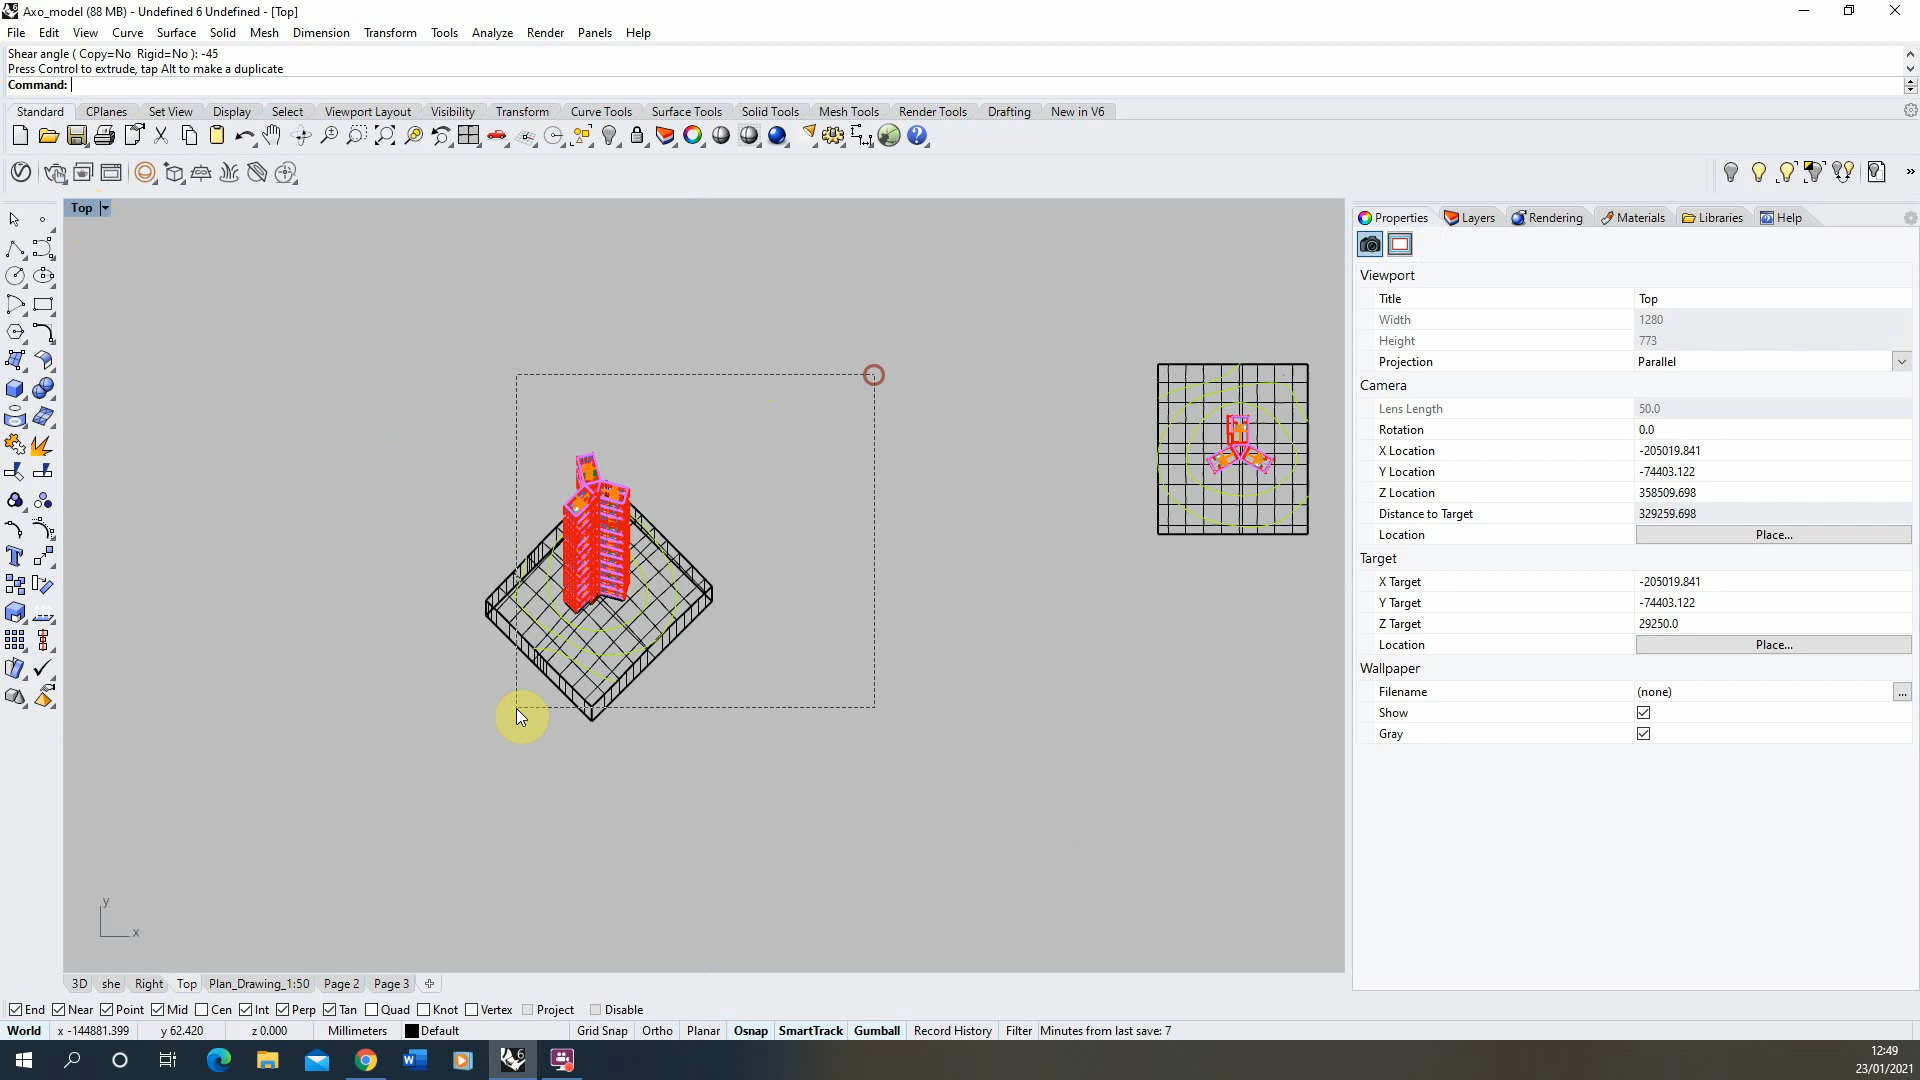 Axo_model (88 MB) - Undefined 6 Undefined - [Top]
File Edit View Curve Surface Solid Mesh Dimension Transform Tools Analyze Render Panels Help
Shear angle ( Copy=No Rigid=No ): -45
Press Control to extrude, tap Alt to make a duplicate
Command:
Standard CPlanes Set View Display Select Viewport Layout Visibility Transform Curve Tools Surface Tools Solid Tools Mesh Tools Render Tools Drafting New in V6
Top
Properties Layers Rendering Materials Libraries Help
Viewport
Title Top
Width 1280
Height 773
Projection Parallel
Camera
Lens Length 50.0
Rotation 0.0
X Location -205019.841
Y Location -74403.122
Z Location 358509.698
Distance to Target 329259.698
Location Place...
Target
X Target -205019.841
Y Target -74403.122
Z Target 29250.0
Location Place...
Wallpaper
Filename (none) ...
Show
Gray
y
x
3D she Right Top Plan_Drawing_1:50 Page 2 Page 3
End Near Point Mid Cen Int Perp Tan Quad Knot Vertex Project Disable
World x -144881.399 y 62.420 z 0.000 Millimeters Default Grid Snap Ortho Planar Osnap SmartTrack Gumball Record History Filter Minutes from last save: 7
12:49
23/01/2021